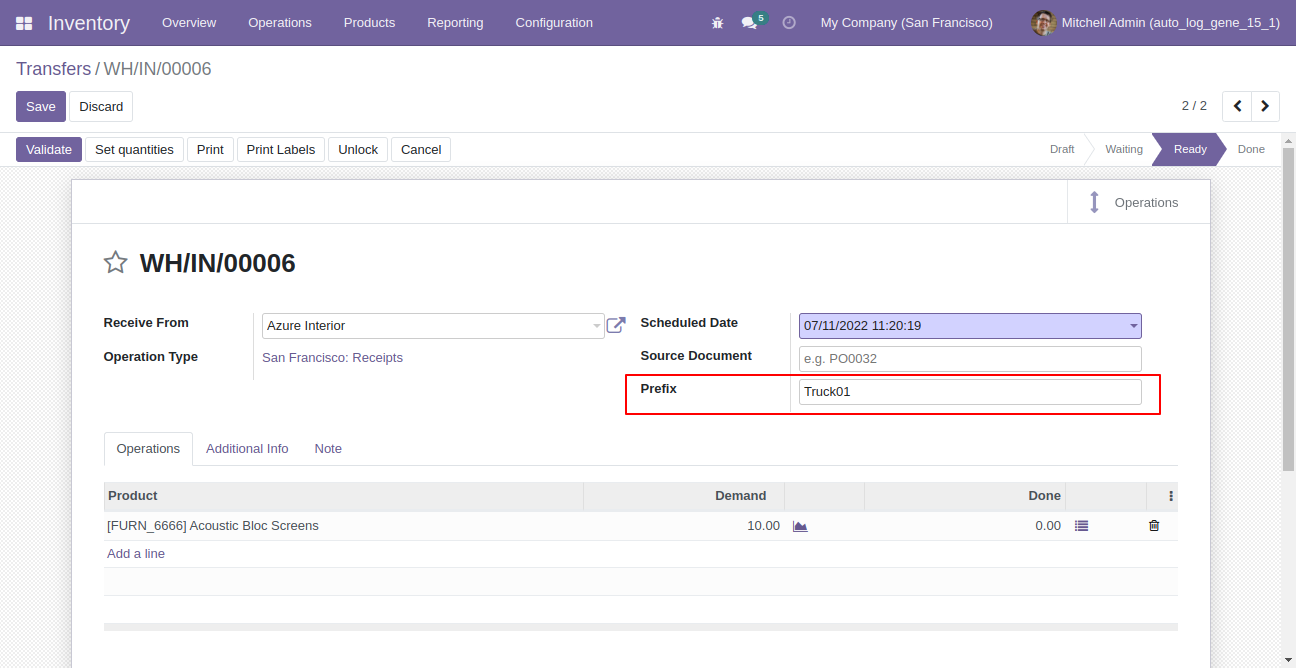 Inventory Overview Operations Products Reporting Configuration 5 My Company (San Francisco) Mitchell Admin (auto_log_gene_15_1)
Transfers / WH/IN/00006
Save Discard 2 / 2
Validate Set quantities Print Print Labels Unlock Cancel Draft Waiting Ready Done
Operations
WH/IN/00006
Receive From Azure Interior Scheduled Date 07/11/2022 11:20:19
Operation Type San Francisco: Receipts Source Document e.g. PO0032
Prefix Truck01
Operations Additional Info Note
Product Demand Done
[FURN_6666] Acoustic Bloc Screens 10.00 0.00
Add a line